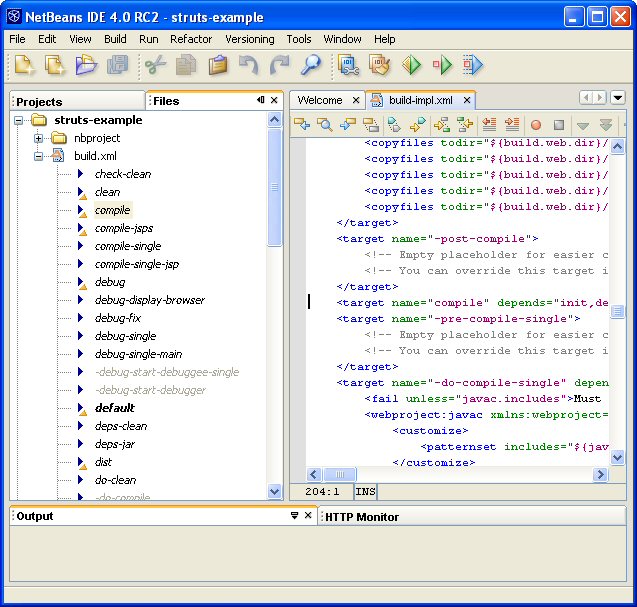 NetBeans IDE 4.0 RC2 - struts-example
File Edit View Build Run Refactor Versioning Tools Window Help
Projects
Files
struts-example
nbproject
build.xml
check-clean
clean
compile
compile-jsps
compile-single
compile-single-jsp
debug
debug-display-browser
debug-fix
debug-single
debug-single-main
-debug-start-debuggee-single
-debug-start-debugger
default
deps-clean
deps-jar
dist
do-clean
-do-compile
Welcome
build-impl.xml
<copyfiles todir="${build.web.dir}/
<copyfiles todir="${build.web.dir}/
<copyfiles todir="${build.web.dir}/
<copyfiles todir="${build.web.dir}/
<copyfiles todir="${build.web.dir}/
</target>
<target name="-post-compile">
<!-- Empty placeholder for easier c
<!-- You can override this target i
</target>
<target name="compile" depends="init,de
<target name="-pre-compile-single">
<!-- Empty placeholder for easier c
<!-- You can override this target i
</target>
<target name="-do-compile-single" depen
<fail unless="javac.includes">Must
<webproject:javac xmlns:webproject=
<customize>
<patternset includes="${jav
</customize>
204:1 INS
Output
HTTP Monitor